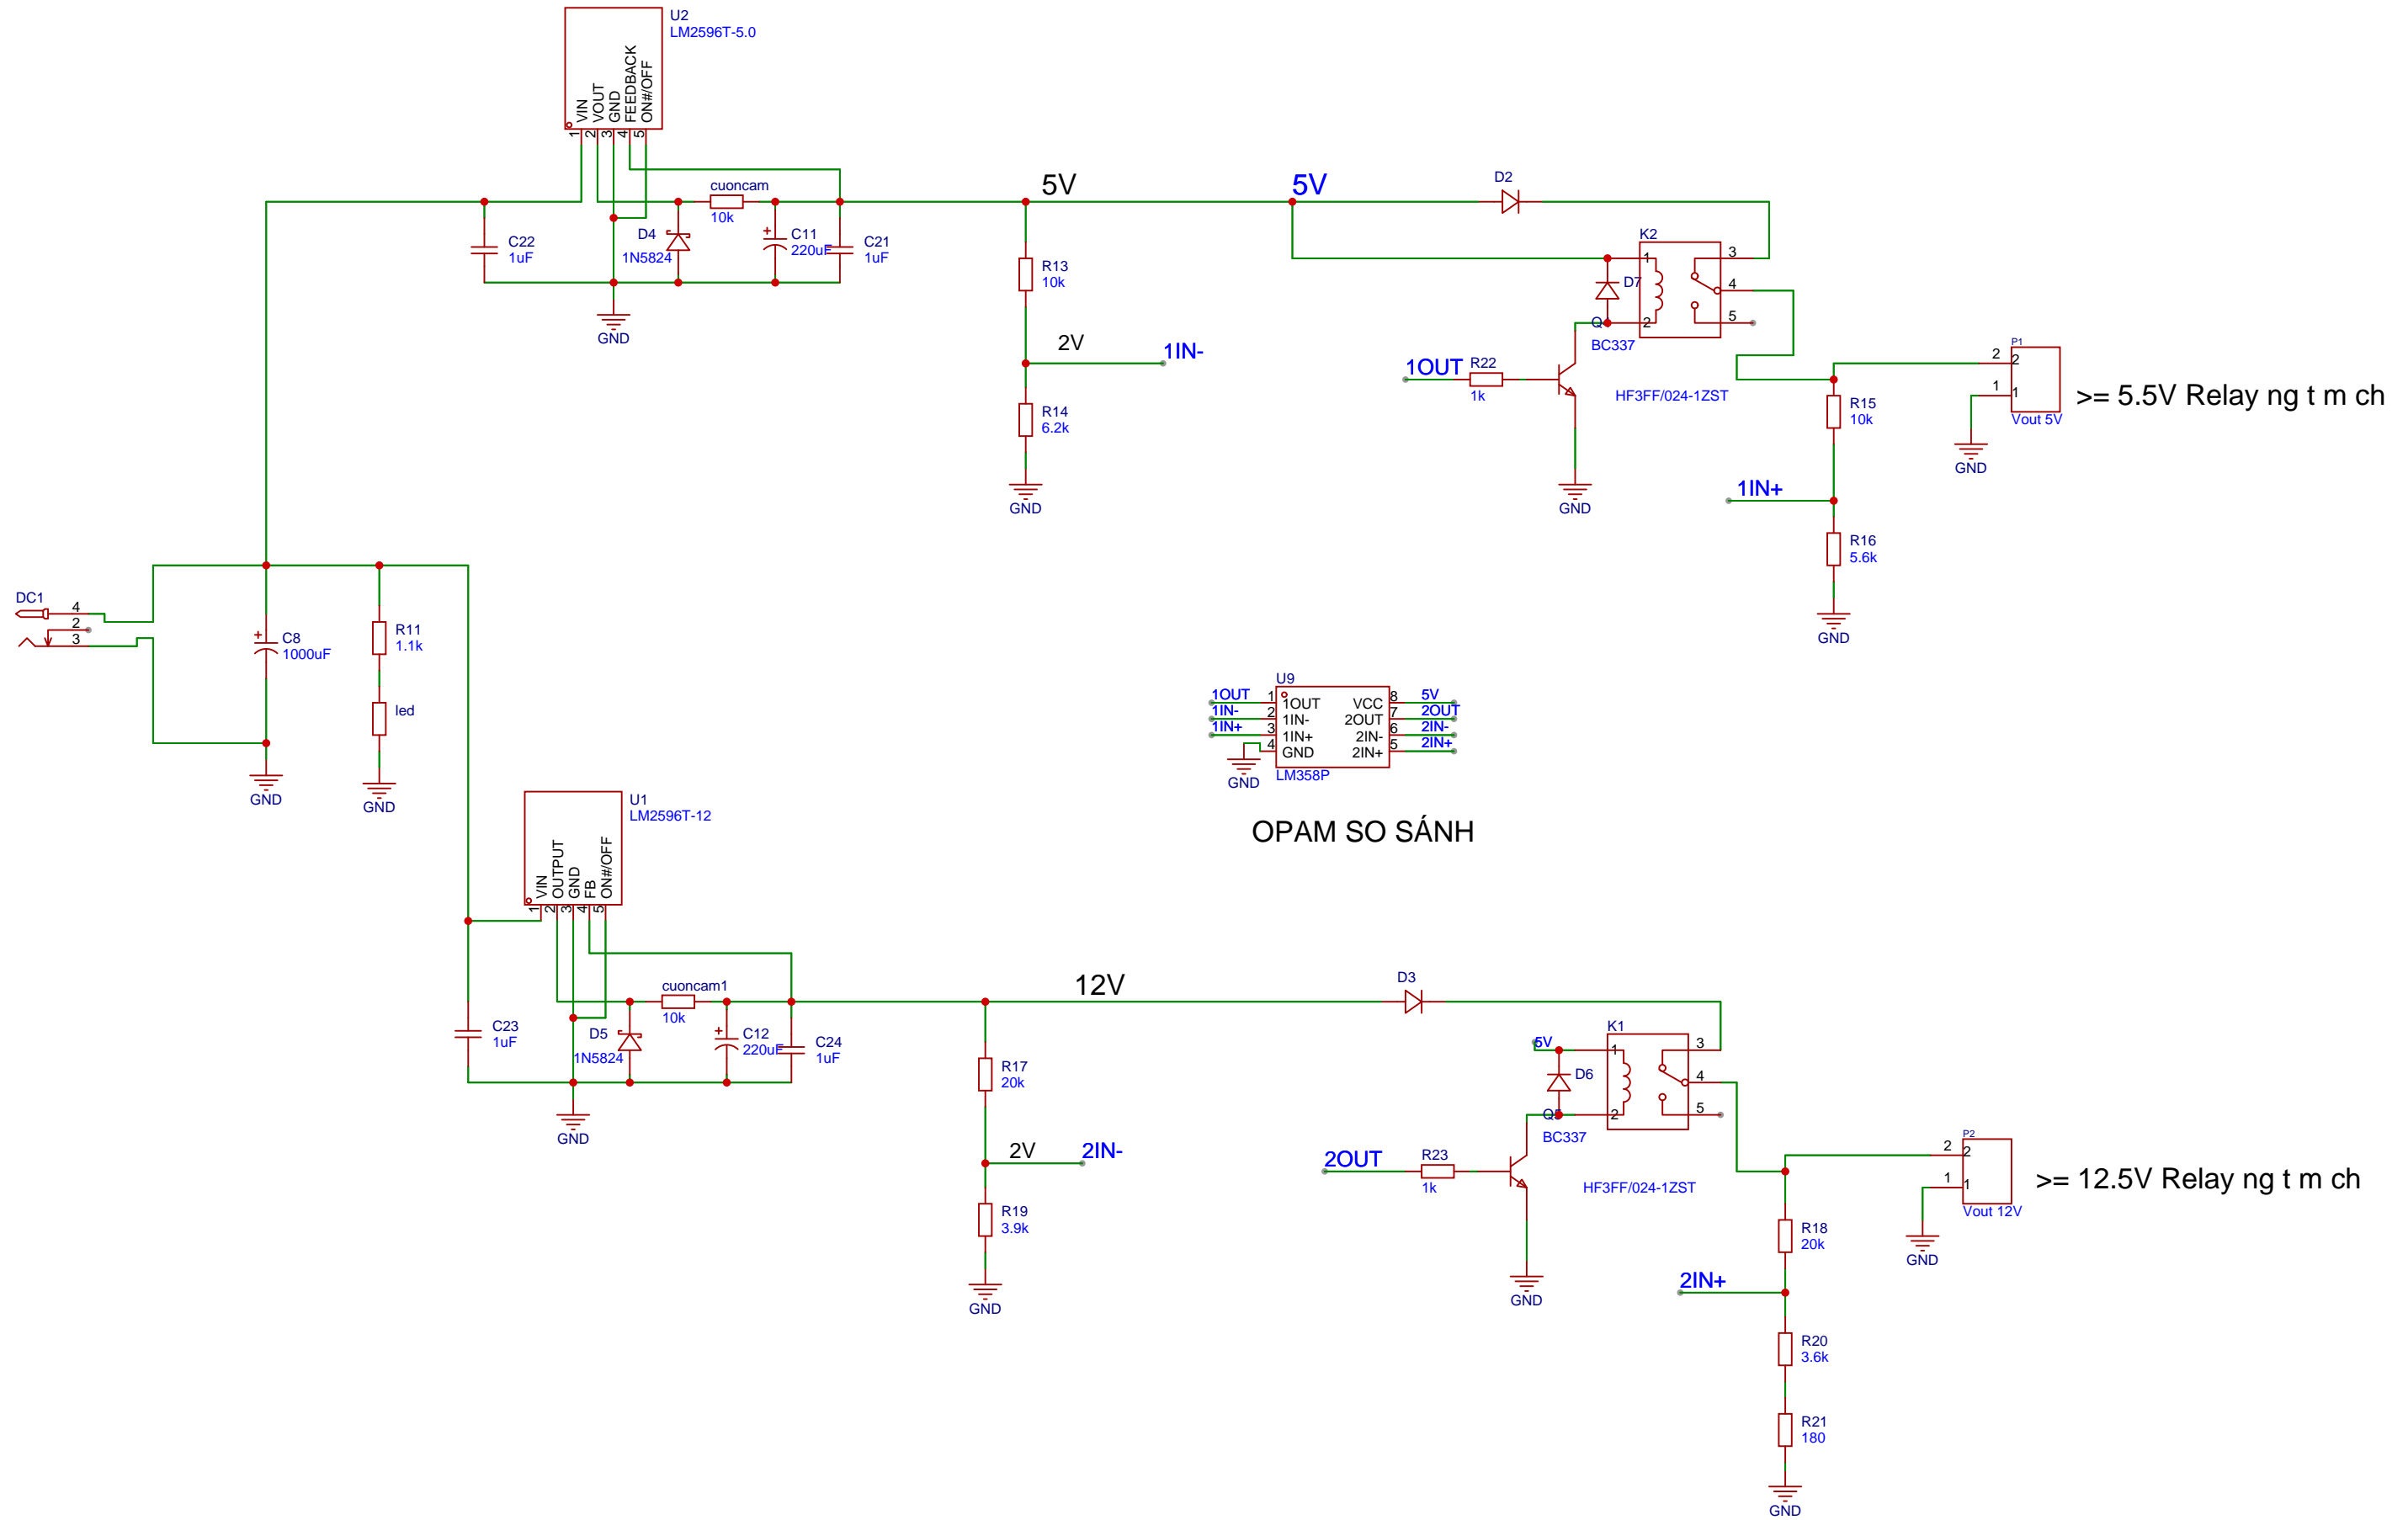 U2
LM2596T-5.0
VIN
VOUT
GND
FEEDBACK
ON#/OFF
1
2
3
4
5
cuoncam
10k
C22
1uF
D4
1N5824
C11
220uF
C21
1uF
GND
5V
R13
10k
2V
1IN-
R14
6.2k
GND
5V
D2
K2
1
2
3
4
5
D7
Q
BC337
HF3FF/024-1ZST
1OUT
R22
1k
GND
R15
10k
1IN+
R16
5.6k
GND
P1
2
2
1
1
Vout 5V
GND
>= 5.5V Relay ng t m ch
DC1
4
2
3
C8
1000uF
GND
R11
1.1k
led
GND
U9
1OUT
1IN-
1IN+
1
2
3
4
1OUT
1IN-
1IN+
GND
VCC
2OUT
2IN-
2IN+
8
7
6
5
5V
2OUT
2IN-
2IN+
GND
LM358P
OPAM SO SÁNH
U1
LM2596T-12
VIN
OUTPUT
GND
FB
ON#/OFF
1
2
3
4
5
cuoncam1
10k
C23
1uF
D5
1N5824
C12
220uF
C24
1uF
GND
12V
R17
20k
2V
2IN-
R19
3.9k
GND
D3
K1
5V
1
2
3
4
5
D6
BC337
HF3FF/024-1ZST
2OUT
R23
1k
GND
R18
20k
2IN+
R20
3.6k
R21
180
GND
P2
2
2
1
1
Vout 12V
GND
>= 12.5V Relay ng t m ch